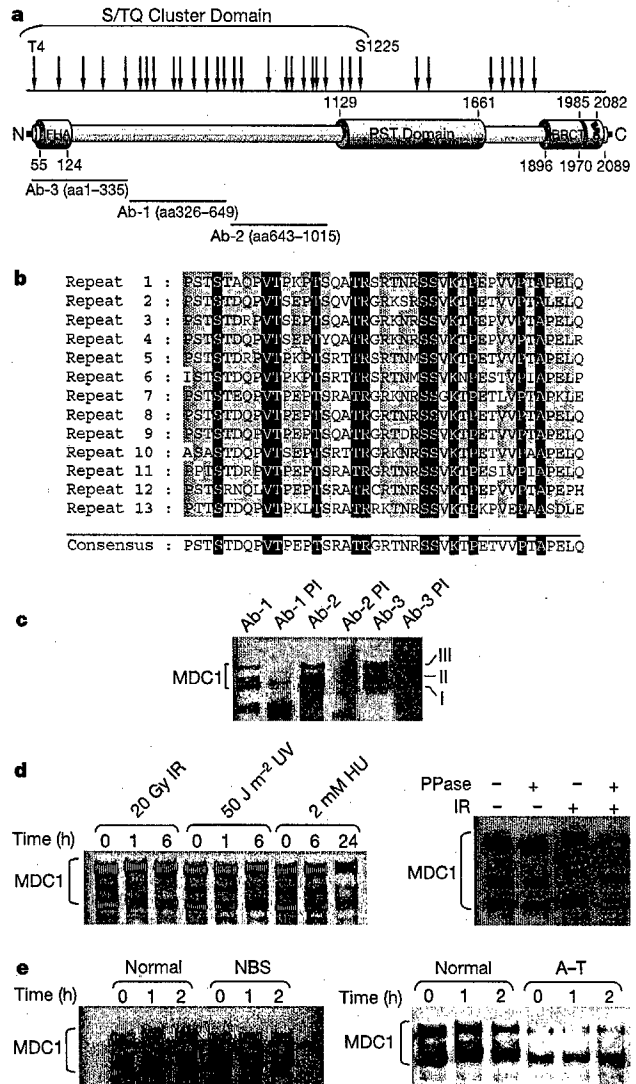 a
S/TQ Cluster Domain
T4
S1225
1129
1661
1985
2082
N
FHA
PST Domain
BRCT
C
55
124
1896
1970
2089
Ab-3 (aa1–335)
Ab-1 (aa326–649)
Ab-2 (aa643–1015)
b
Repeat 1 : PSTSTAQPVTPKPTSQATRSRTNRSSVKTPEPVVPTAPELQ
Repeat 2 : PSTSTDQPVTSEPTSQVTRGRKSRSSVKTPETVVPTALELQ
Repeat 3 : PSTSTDRPVTSEPTSQATRGRKNRSSVKTPEPVVPTAPELQ
Repeat 4 : PSTSTDQPVTSEPTYQATRGRKNRSSVKTPETVVPTAPELR
Repeat 5 : PSTSTDRPVTPKPTSRTTRSRTNMSSVKTPETVVPTAPELQ
Repeat 6 : ISTSTDQPVTPKPTSRTTRSRTNMSSVKNPESTVPIAPELP
Repeat 7 : PSTSTEQPVTPEPTSRATRGRKNRSSGKTPETLVPTAPKLE
Repeat 8 : PSTSTDQPVTPEPTSQATRGRTNRSSVKTPETVVPTAPELQ
Repeat 9 : PSTSTDQPVTPEPTSQATRGRTDRSSVKTPETVVPTAPELQ
Repeat 10 : ASASTDQPVTSEPTSRTTRGRKNRSSVKTPETVVPAAPELQ
Repeat 11 : PPTSTDRPVTPEPTSRATRGRTNRSSVKTPESIVPIAPELQ
Repeat 12 : PSTSRNQLVTPEPTSRATRCRTNRSSVKTPEPVVPTAPEPH
Repeat 13 : PTTSTDQPVTPKLTSRATRRKTNRSSVKTPKPVEPAASDLE
Consensus : PSTSTDQPVTPEPTSRATRGRTNRSSVKTPETVVPTAPELQ
c
Ab-1
Ab-1 PI
Ab-2
Ab-2 PI
Ab-3
Ab-3 PI
MDC1
III
II
I
d
20 Gy IR
50 J m⁻² UV
2 mM HU
Time (h) 0 1 6 0 1 6 0 6 24
MDC1
PPase – + – +
IR – – + +
MDC1
e
Normal NBS
Time (h) 0 1 2 0 1 2
MDC1
Normal A–T
Time (h) 0 1 2 0 1 2
MDC1